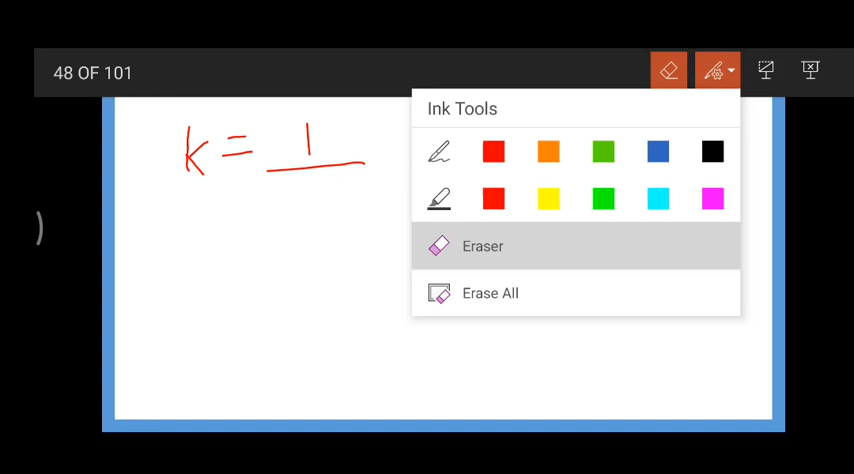 48 OF 101
Ink Tools
k = 1
Eraser
Erase All